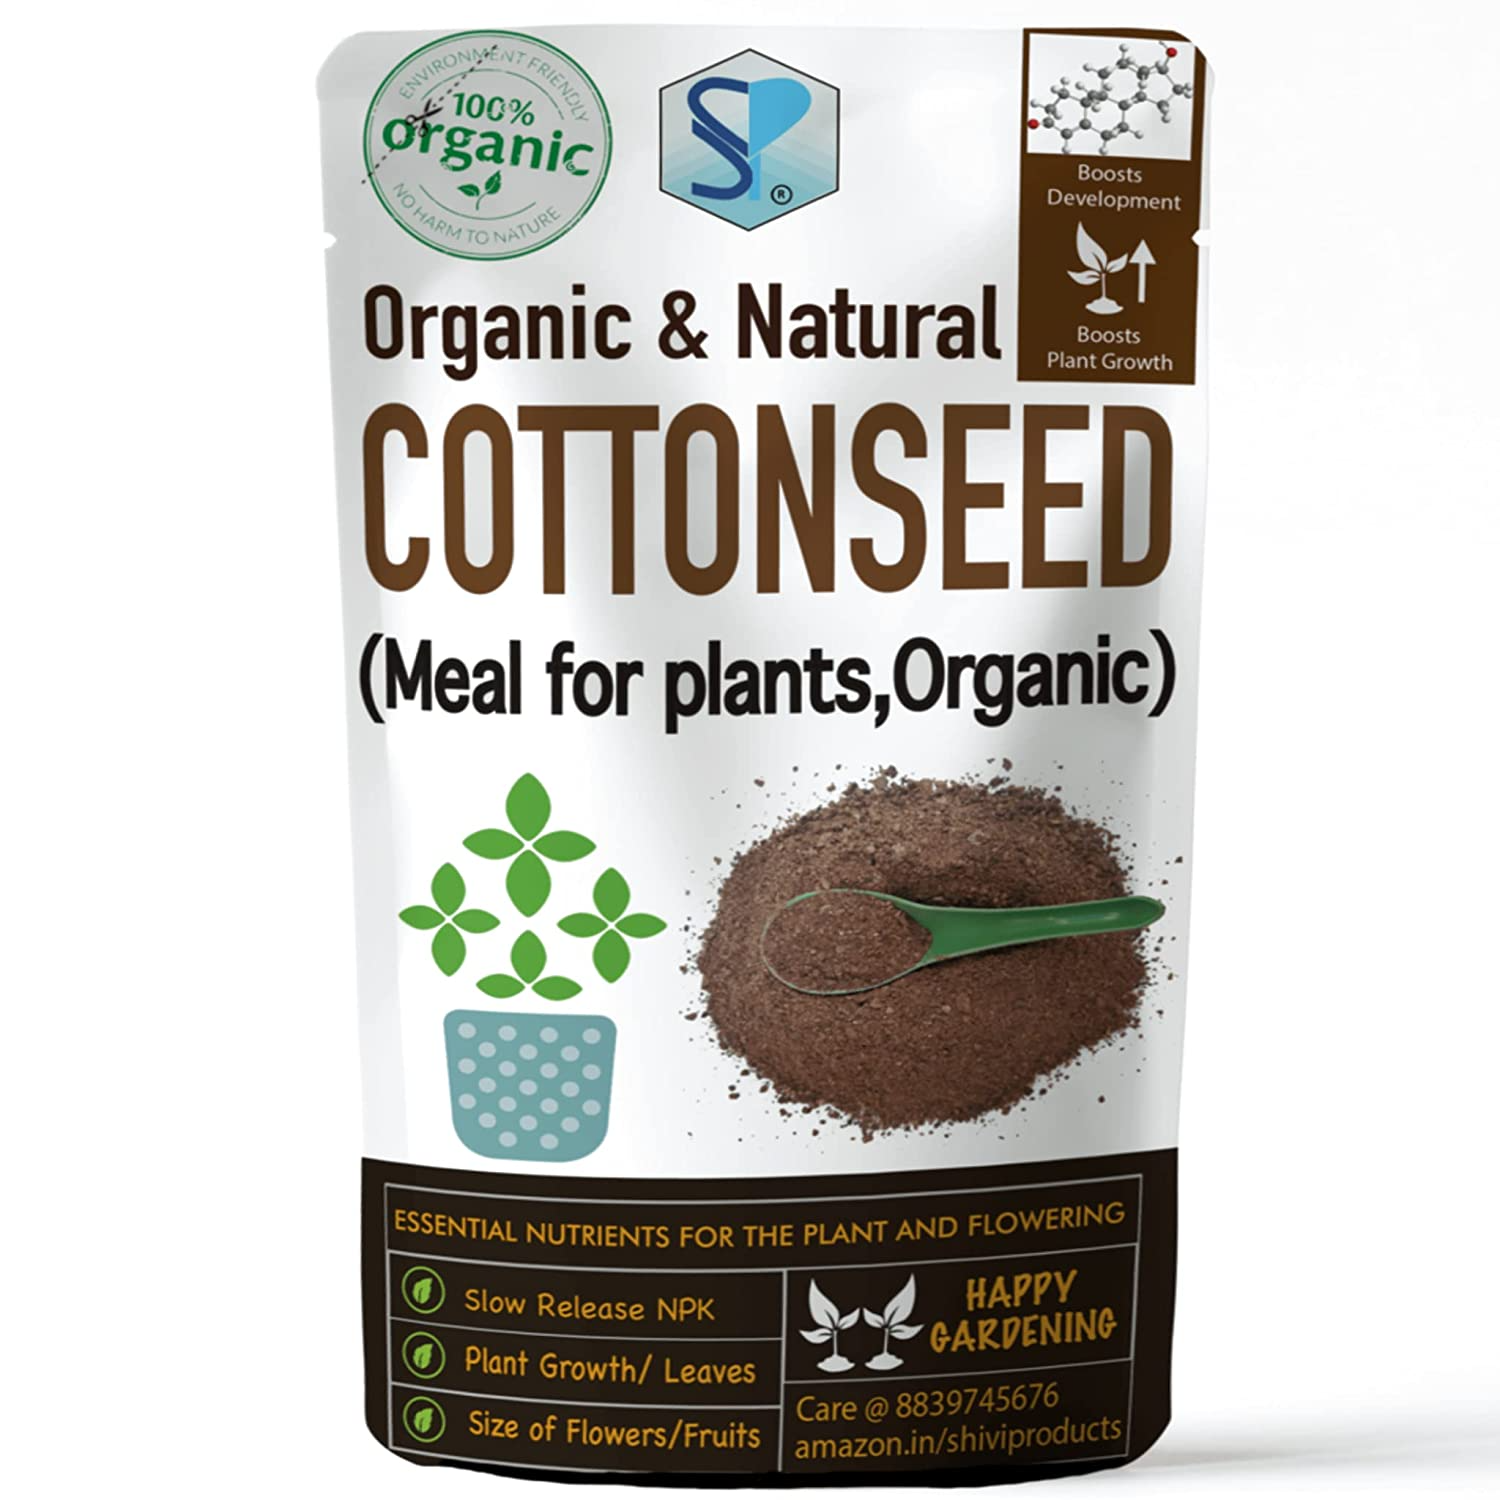 ENVIRONMENT FRIENDLY
100%
organic
NO HARM TO NATURE
SP
®
Boosts
Development
Boosts
Plant Growth
Organic & Natural
COTTONSEED
(Meal for plants,Organic)
ESSENTIAL NUTRIENTS FOR THE PLANT AND FLOWERING
Slow Release NPK
Plant Growth/ Leaves
Size of Flowers/Fruits
HAPPY
GARDENING
Care @ 8839745676
amazon.in/shiviproducts